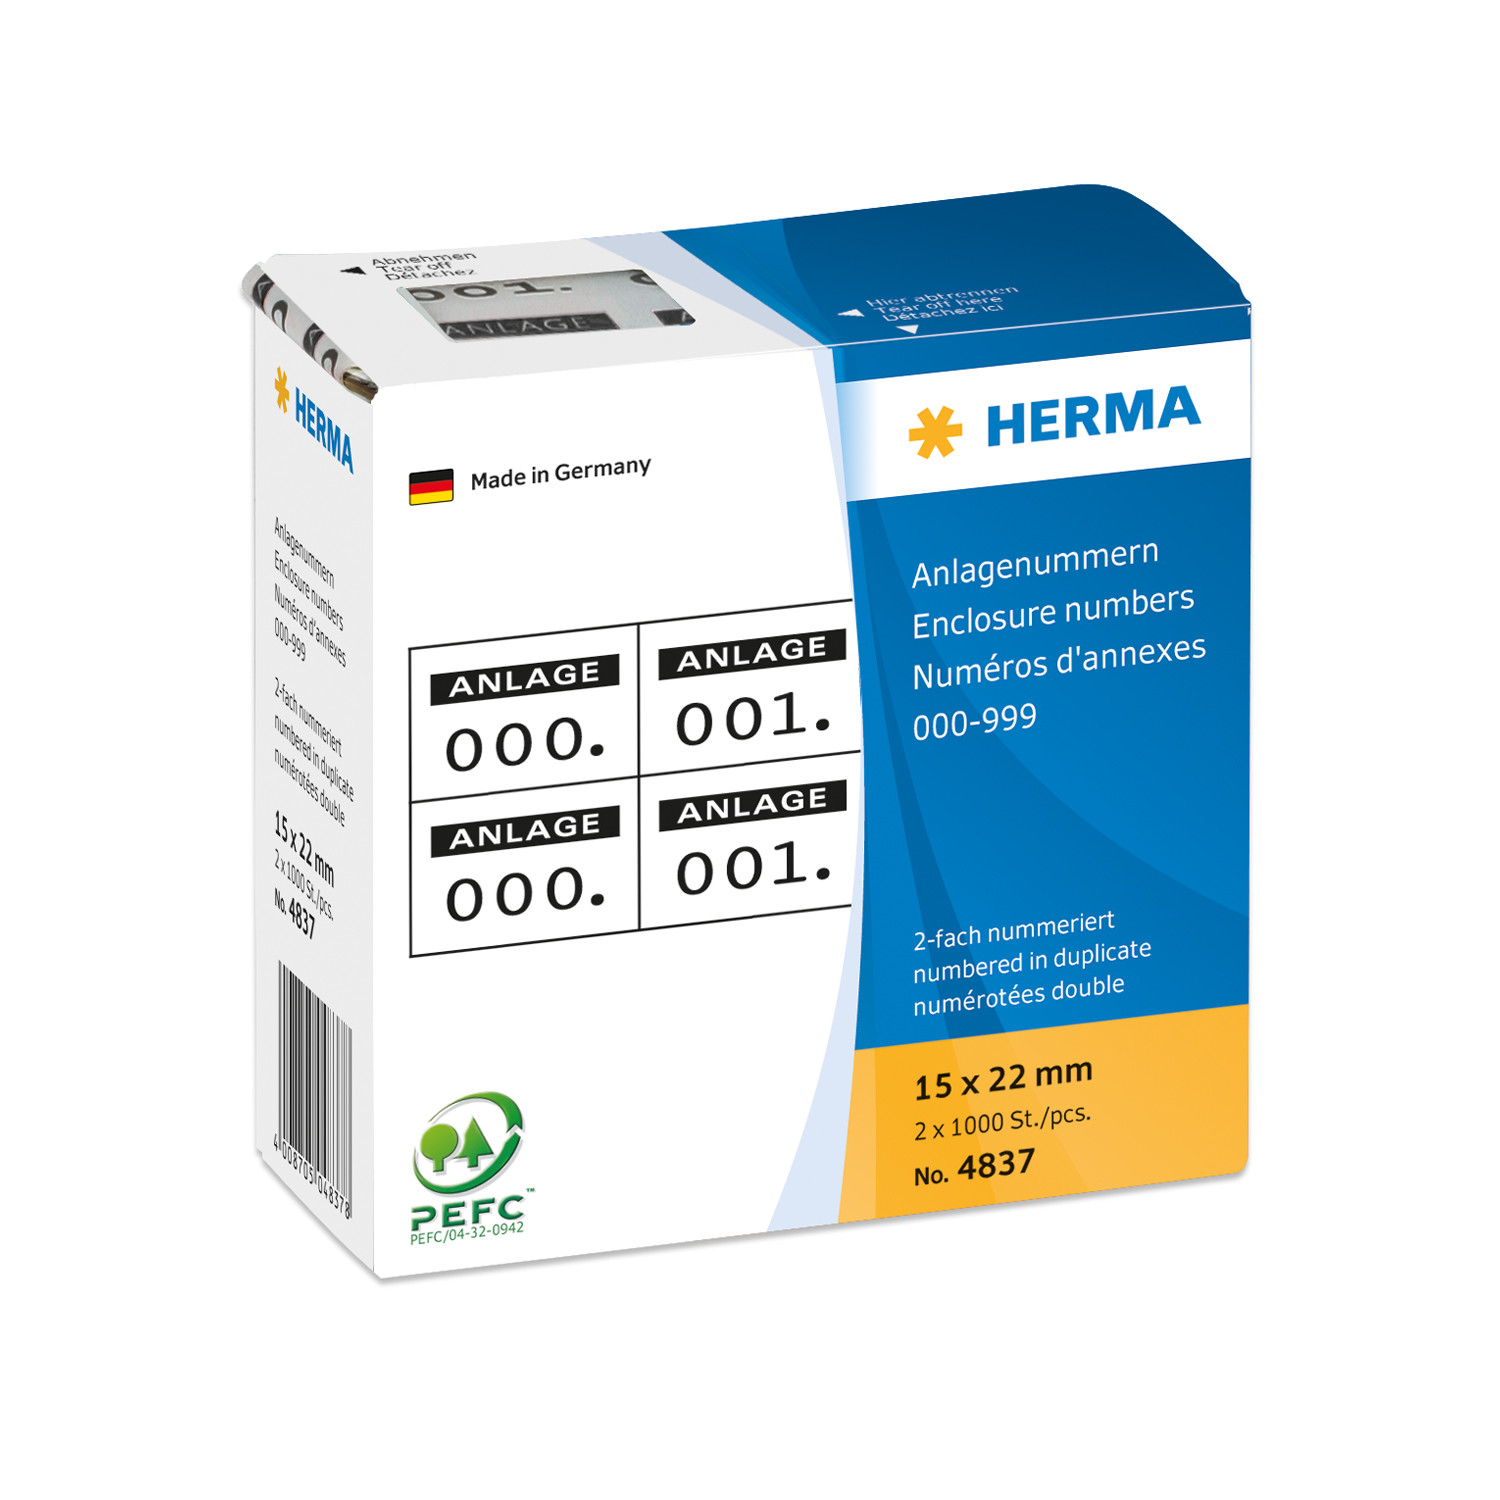 Abnehmen
Tear off
Détachez
001.
ANLAGE
Hier abtrennen
Tear off here
Détachez ici
HERMA
Anlagenummern
Enclosure numbers
Numéros d'annexes
000-999
2-fach nummeriert
numbered in duplicate
numérotées double
15 x 22 mm
2 x 1000 St./pcs.
No. 4837
4 008705 048378
Made in Germany
ANLAGE
000.
ANLAGE
001.
ANLAGE
000.
ANLAGE
001.
PEFC™
PEFC/04-32-0942
HERMA
Anlagenummern
Enclosure numbers
Numéros d'annexes
000-999
2-fach nummeriert
numbered in duplicate
numérotées double
15 x 22 mm
2 x 1000 St./pcs.
No. 4837